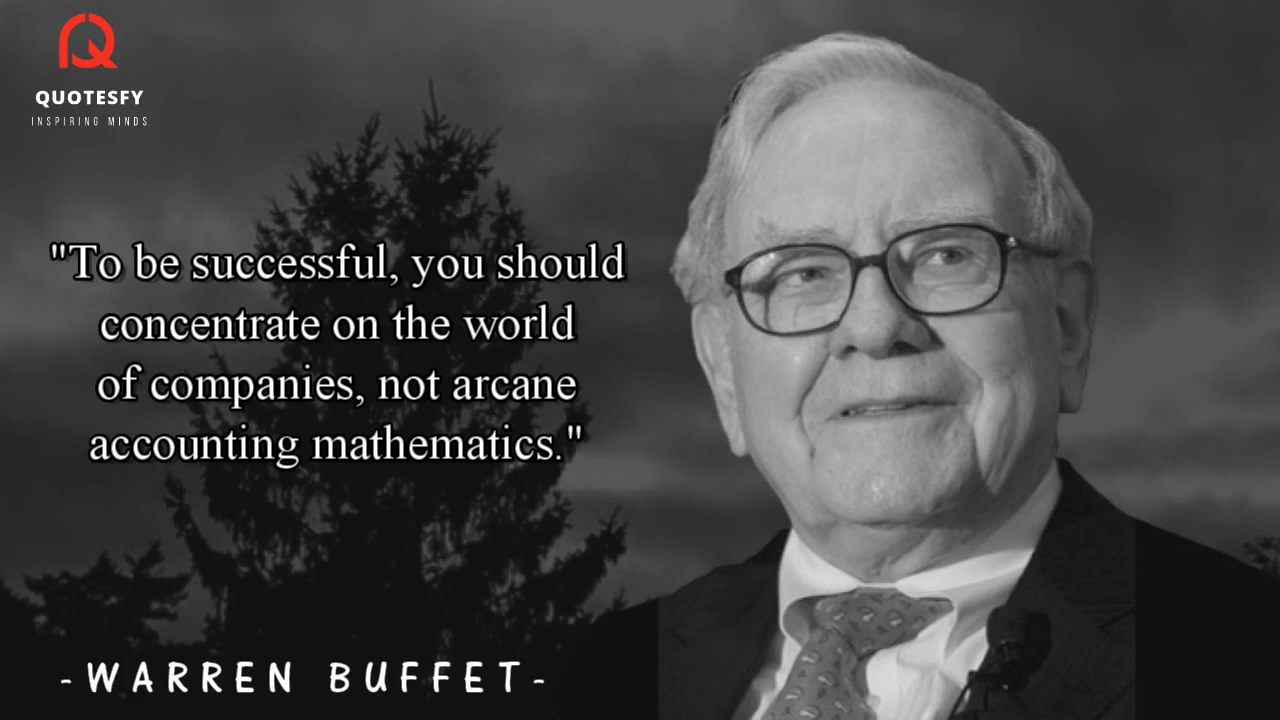 QUOTESFY
INSPIRING MINDS
"To be successful, you should
concentrate on the world
of companies, not arcane
accounting mathematics."
-WARREN BUFFET-